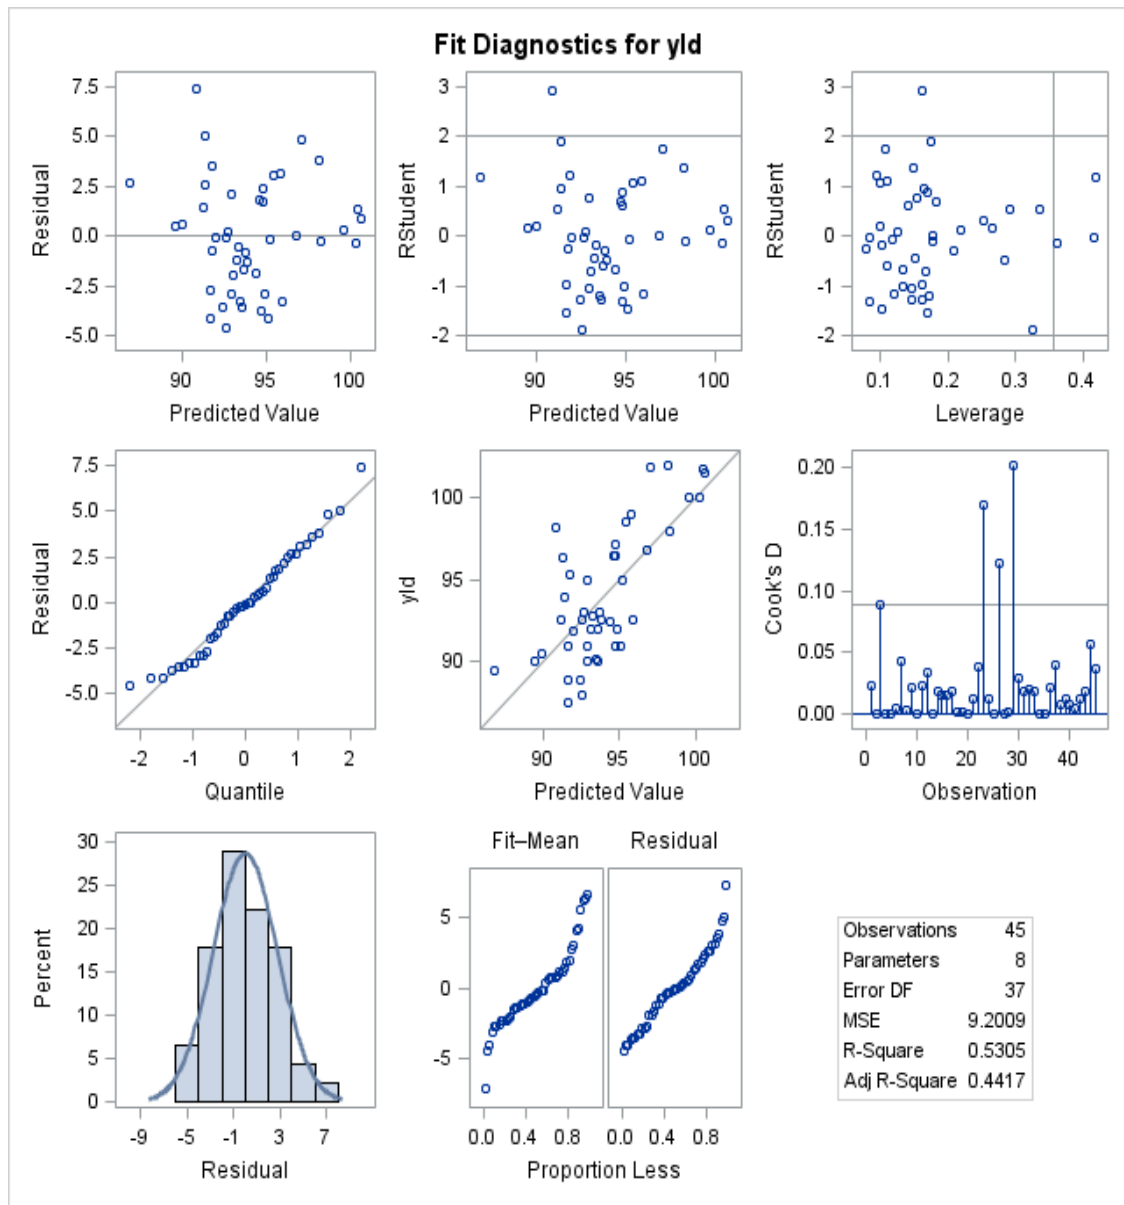 Fit Diagnostics for yld
7.5
5.0
2.5
0.0
-2.5
-5.0
Residual
90 95 100
Predicted Value
3
2
1
0
-1
-2
RStudent
90 95 100
Predicted Value
3
2
1
0
-1
-2
RStudent
0.1 0.2 0.3 0.4
Leverage
7.5
5.0
2.5
0.0
-2.5
-5.0
Residual
-2 -1 0 1 2
Quantile
100
95
90
yld
90 95 100
Predicted Value
0.20
0.15
0.10
0.05
0.00
Cook's D
0 10 20 30 40
Observation
30
25
20
15
10
5
0
Percent
-9 -5 -1 3 7
Residual
Fit–Mean Residual
5
0
-5
0.0 0.4 0.8 0.0 0.4 0.8
Proportion Less
Observations 45
Parameters 8
Error DF 37
MSE 9.2009
R-Square 0.5305
Adj R-Square 0.4417